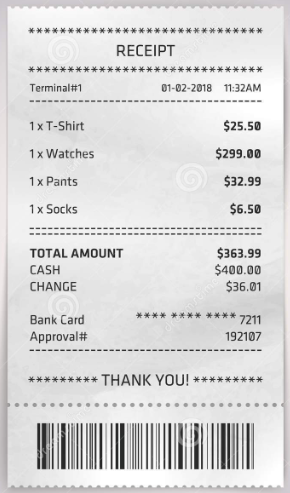 ********************************
RECEIPT
********************************
Terminal#1 01-02-2018 11:32AM
1 x T-Shirt $25.50
1 x Watches $299.00
1 x Pants $32.99
1 x Socks $6.50
TOTAL AMOUNT $363.99
CASH $400.00
CHANGE $36.01
Bank Card **** **** **** 7211
Approval# 192107
********* THANK YOU! *********